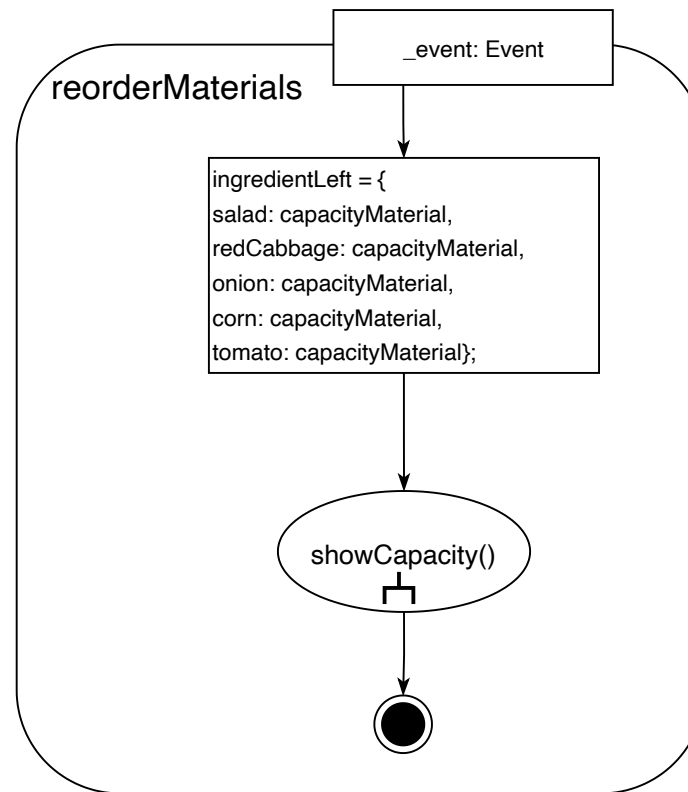 _event: Event
reorderMaterials
ingredientLeft = {
salad: capacityMaterial,
redCabbage: capacityMaterial,
onion: capacityMaterial,
corn: capacityMaterial,
tomato: capacityMaterial};
showCapacity()